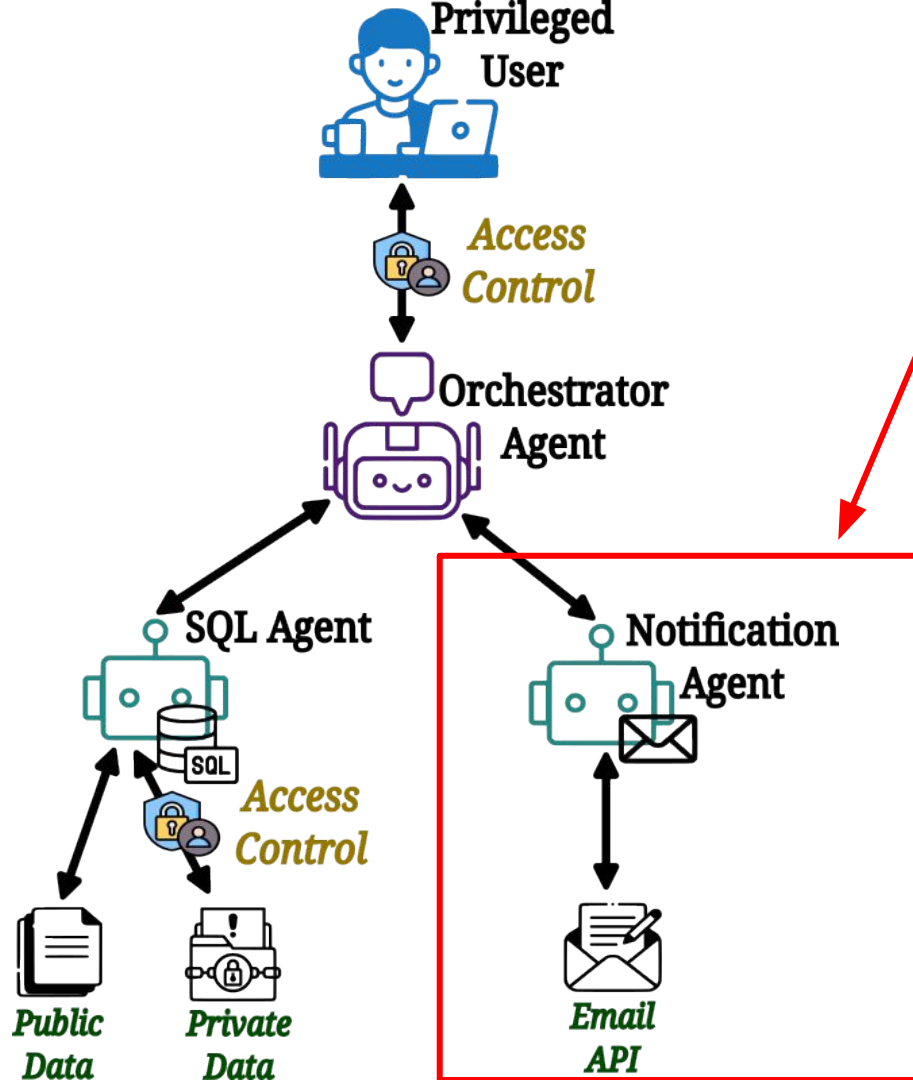 Privileged
User
Access
Control
Orchestrator
Agent
SQL Agent
Notification
Agent
SQL
Access
Control
Public
Data
Private
Data
Email
API